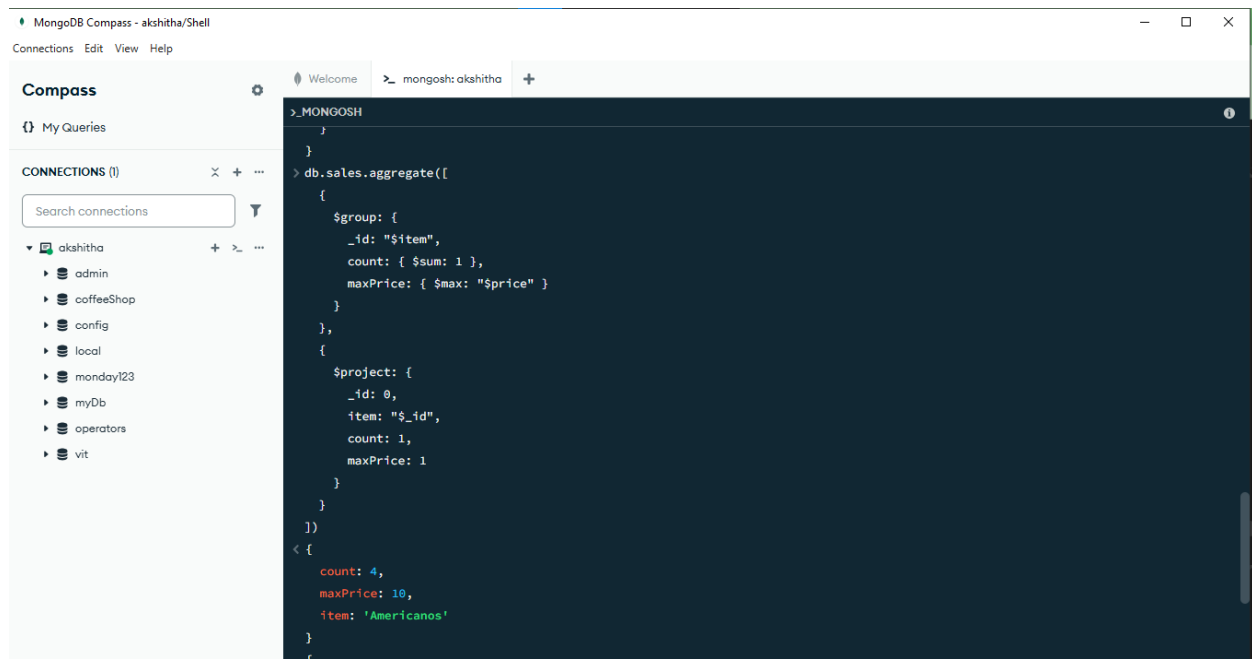 MongoDB Compass - akshitha/Shell
Connections Edit View Help
Compass
{} My Queries
CONNECTIONS (1)
Search connections
akshitha
admin
coffeeShop
config
local
monday123
myDb
operators
vit
Welcome
>_ mongosh: akshitha
>_MONGOSH
}
}
> db.sales.aggregate([
{
$group: {
_id: "$item",
count: { $sum: 1 },
maxPrice: { $max: "$price" }
}
},
{
$project: {
_id: 0,
item: "$_id",
count: 1,
maxPrice: 1
}
}
])
< {
count: 4,
maxPrice: 10,
item: 'Americanos'
}
{